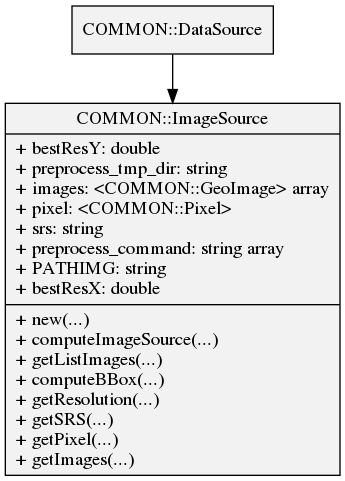 COMMON::DataSource
COMMON::ImageSource
+ bestResY: double
+ preprocess_tmp_dir: string
+ images: <COMMON::GeoImage> array
+ pixel: <COMMON::Pixel>
+ srs: string
+ preprocess_command: string array
+ PATHIMG: string
+ bestResX: double
+ new(...)
+ computeImageSource(...)
+ getListImages(...)
+ computeBBox(...)
+ getResolution(...)
+ getSRS(...)
+ getPixel(...)
+ getImages(...)